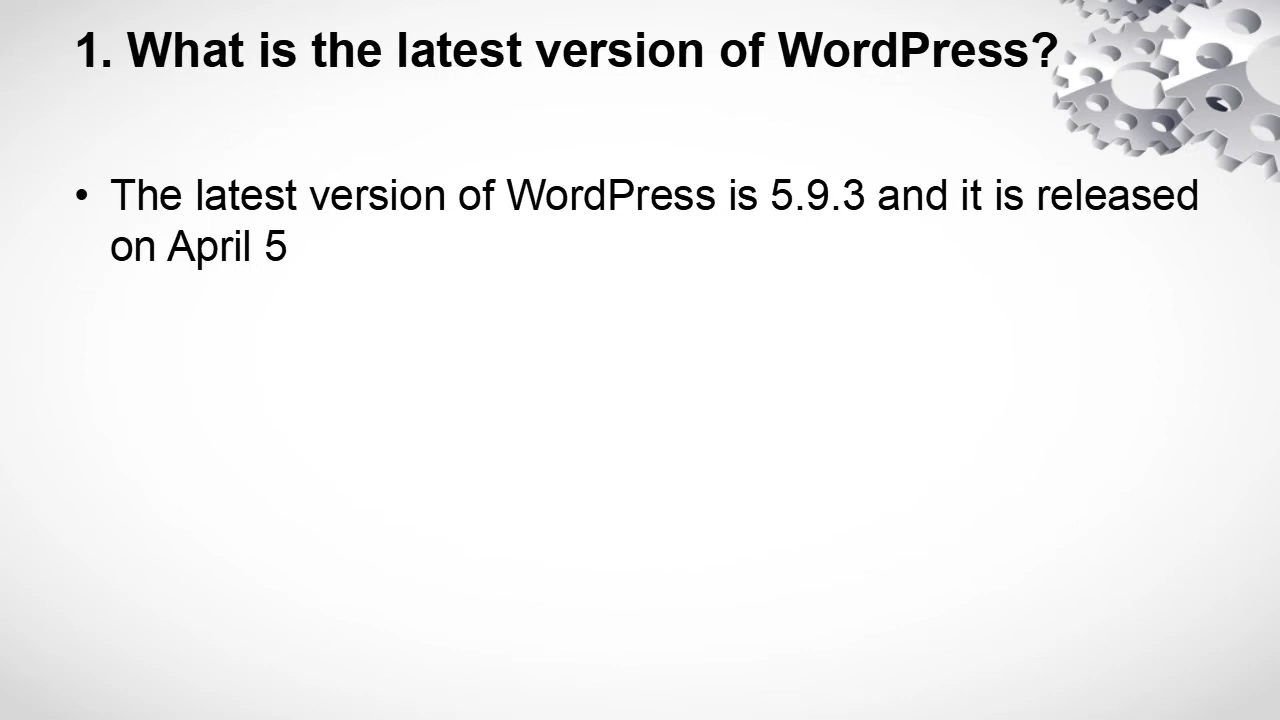 1. What is the latest version of WordPress?
• The latest version of WordPress is 5.9.3 and it is released
on April 5